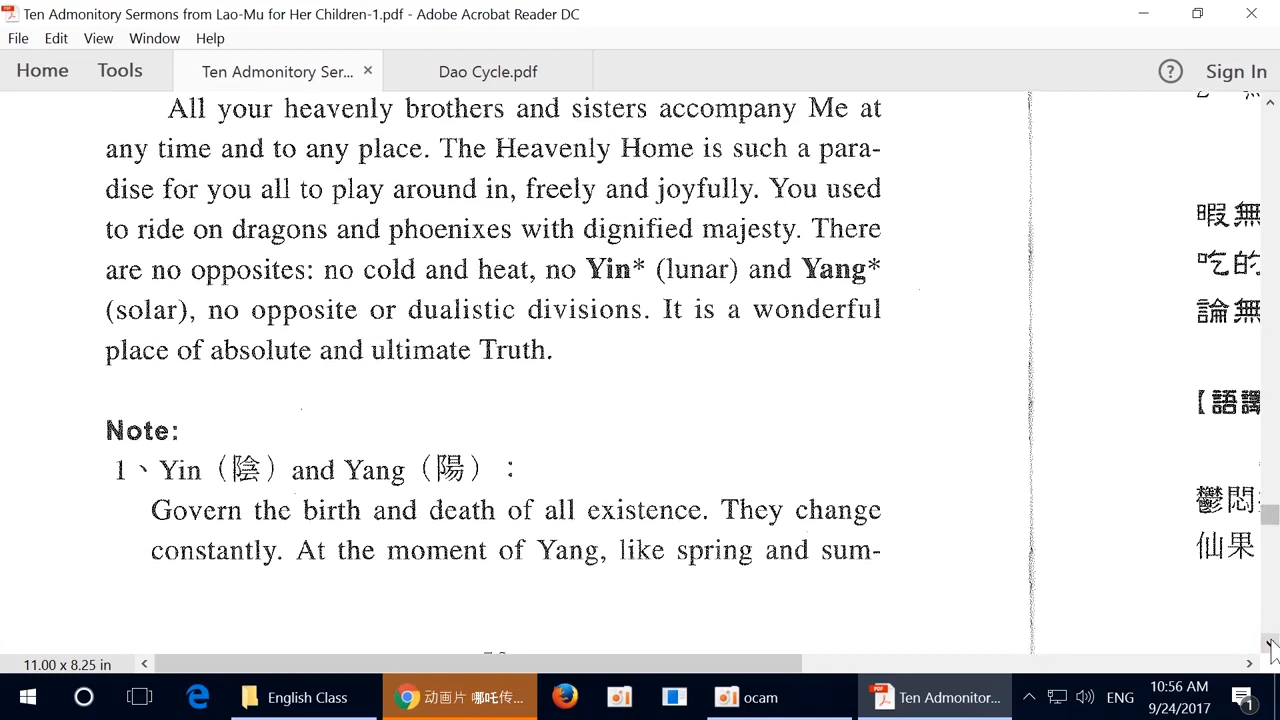 Ten Admonitory Sermons from Lao-Mu for Her Children-1.pdf - Adobe Acrobat Reader DC
File Edit View Window Help
Home Tools Ten Admonitory Ser... × Dao Cycle.pdf ? Sign In
All your heavenly brothers and sisters accompany Me at
any time and to any place. The Heavenly Home is such a para-
dise for you all to play around in, freely and joyfully. You used
to ride on dragons and phoenixes with dignified majesty. There
are no opposites: no cold and heat, no Yin* (lunar) and Yang*
(solar), no opposite or dualistic divisions. It is a wonderful
place of absolute and ultimate Truth.
Note:
1、Yin（陰）and Yang（陽）：
Govern the birth and death of all existence. They change
constantly. At the moment of Yang, like spring and sum-
暇無
吃的
論無
【語譯
鬱悶
仙果
11.00 x 8.25 in
English Class 动画片 哪吒传... ocam Ten Admonitor... ENG 10:56 AM
9/24/2017 1